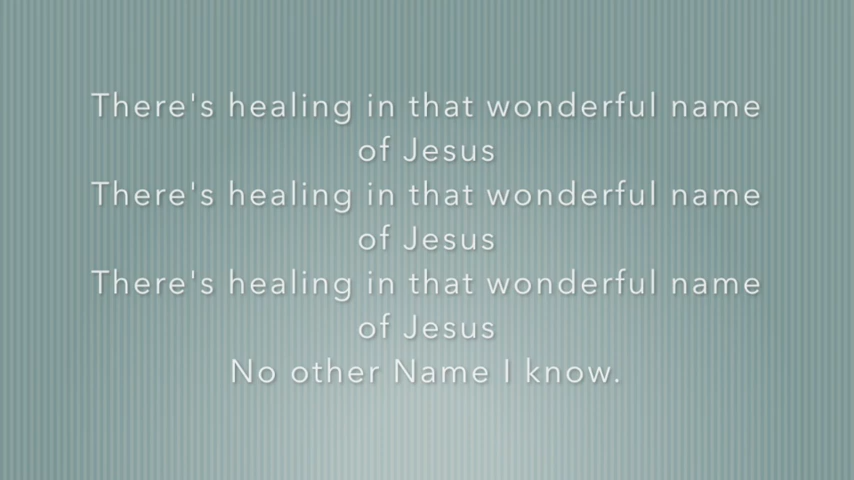 There's healing in that wonderful name
of Jesus
There's healing in that wonderful name
of Jesus
There's healing in that wonderful name
of Jesus
No other Name I know.